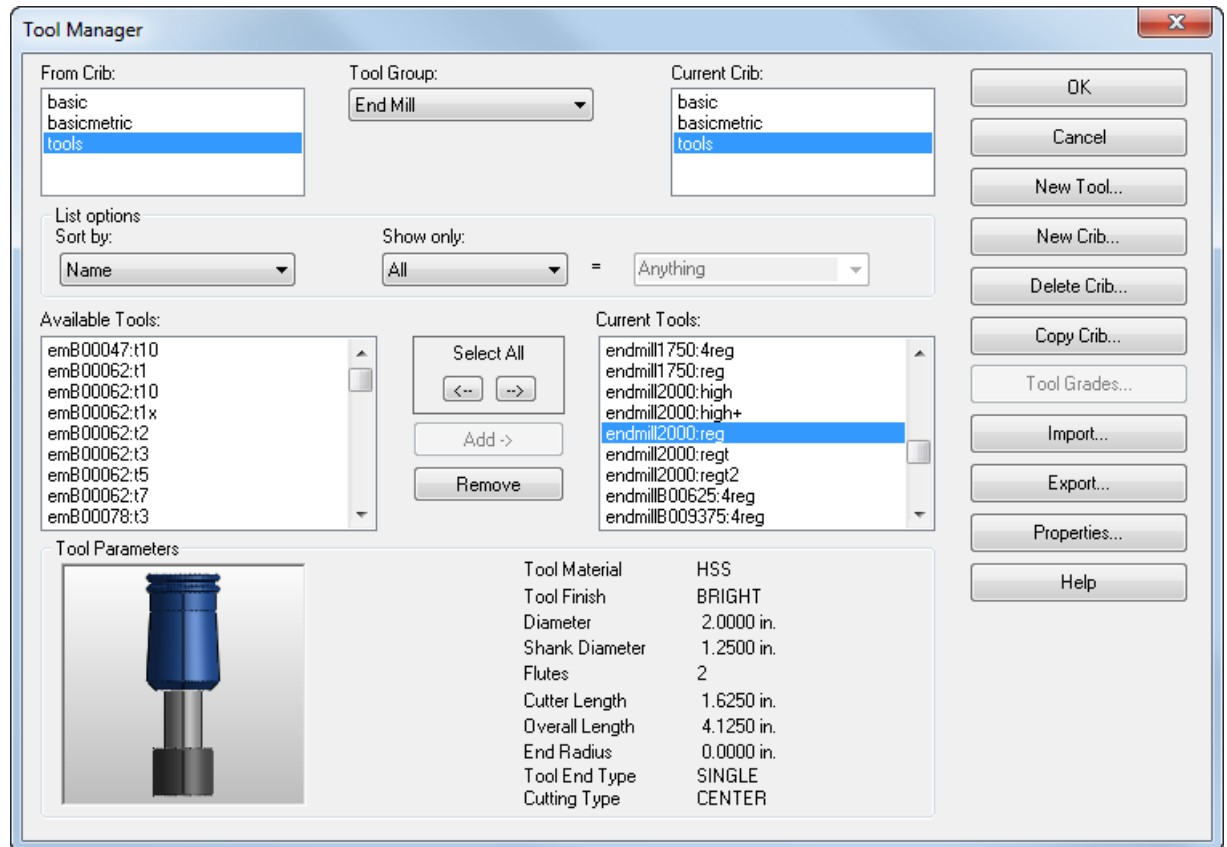 Tool Manager
x
From Crib:
basic
basicmetric
tools
Tool Group:
End Mill
Current Crib:
basic
basicmetric
tools
List options
Sort by:
Name
Show only:
All
=
Anything
Available Tools:
emB00047:t10
emB00062:t1
emB00062:t10
emB00062:t1x
emB00062:t2
emB00062:t3
emB00062:t5
emB00062:t7
emB00078:t3
Select All
<-- -->
Add ->
Remove
Current Tools:
endmill1750:4reg
endmill1750:reg
endmill2000:high
endmill2000:high+
endmill2000:reg
endmill2000:regt
endmill2000:regt2
endmillB00625:4reg
endmillB009375:4reg
Tool Parameters
Tool Material HSS
Tool Finish BRIGHT
Diameter 2.0000 in.
Shank Diameter 1.2500 in.
Flutes 2
Cutter Length 1.6250 in.
Overall Length 4.1250 in.
End Radius 0.0000 in.
Tool End Type SINGLE
Cutting Type CENTER
OK
Cancel
New Tool...
New Crib...
Delete Crib...
Copy Crib...
Tool Grades...
Import...
Export...
Properties...
Help